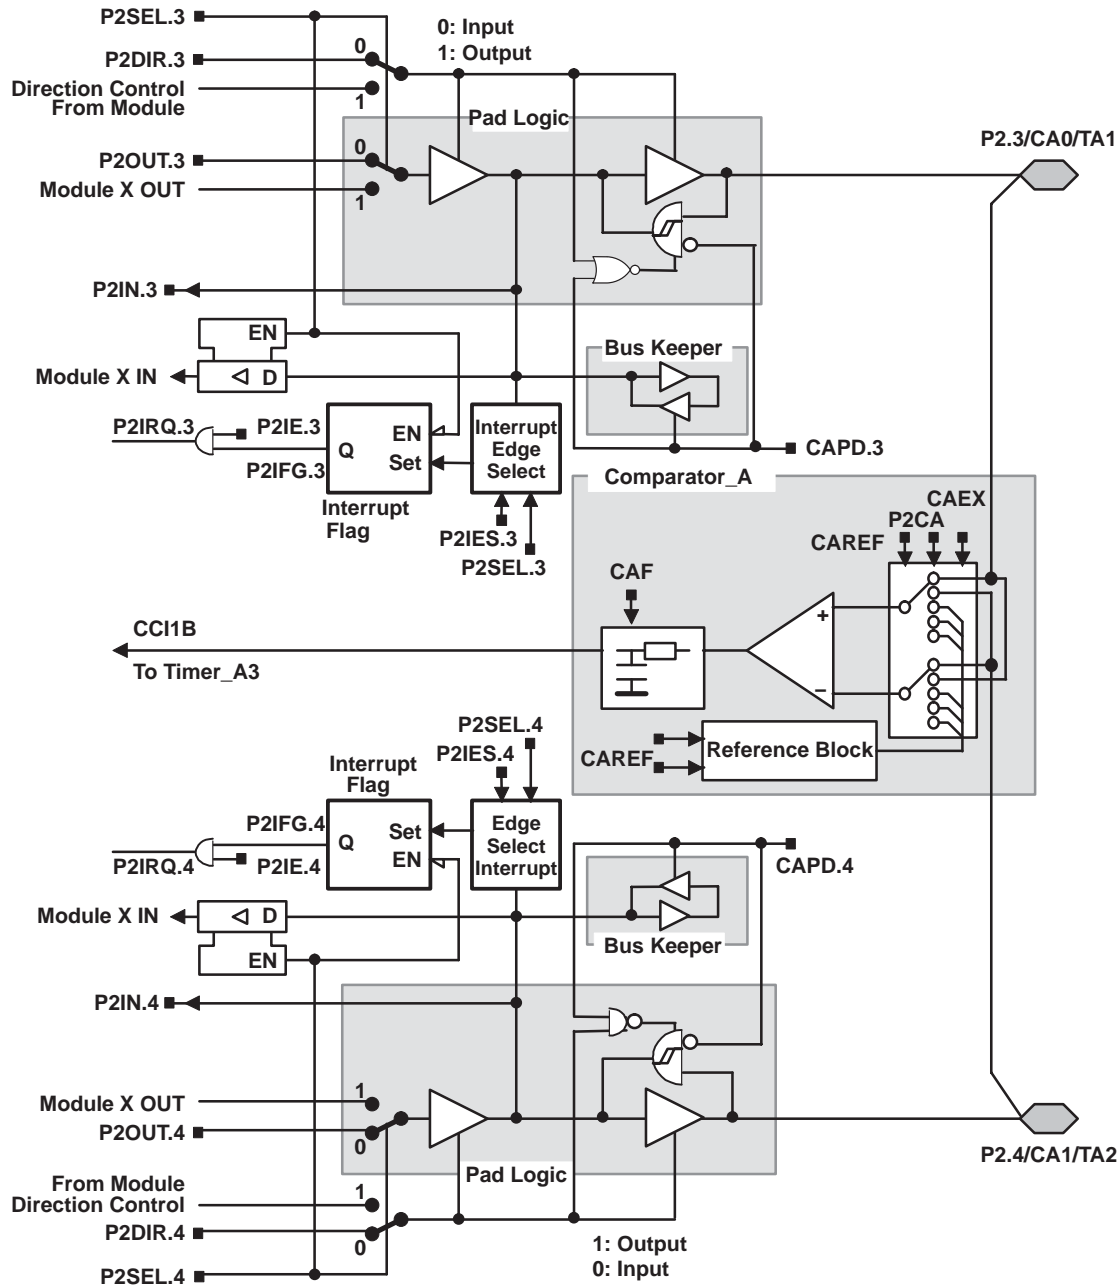 P2SEL.3
0: Input
1: Output
P2DIR.3
0
Direction Control
From Module
1
Pad Logic
P2.3/CA0/TA1
P2OUT.3
0
Module X OUT
1
P2IN.3
EN
Bus Keeper
Module X IN
D
P2IRQ.3
P2IE.3
P2IFG.3
Q
EN
Set
Interrupt
Edge
Select
CAPD.3
Interrupt
Flag
P2IES.3
P2SEL.3
Comparator_A
CAEX
P2CA
CAREF
CAF
CCI1B
To Timer_A3
+
−
P2SEL.4
P2IES.4
Reference Block
CAREF
Interrupt
Flag
P2IFG.4
P2IRQ.4
P2IE.4
Q
Set
EN
Edge
Select
Interrupt
CAPD.4
Module X IN
D
EN
Bus Keeper
P2IN.4
Module X OUT
1
P2OUT.4
0
P2.4/CA1/TA2
Pad Logic
From Module
Direction Control
1
P2DIR.4
0
1: Output
0: Input
P2SEL.4